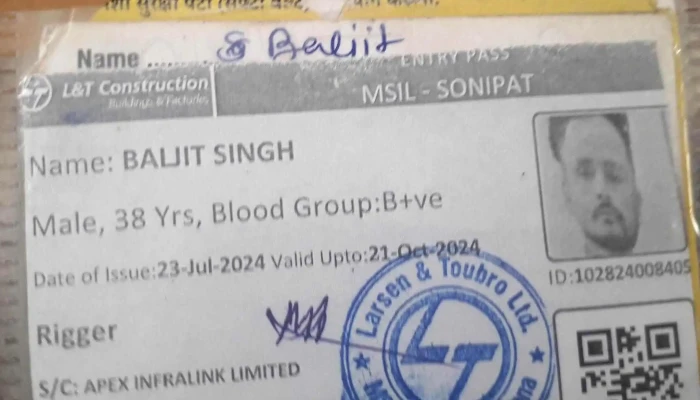 Name ...... Baljit
ENTRY PASS
L&T Construction
Buildings & Factories
MSIL - SONIPAT
Name: BALJIT SINGH
Male, 38 Yrs, Blood Group:B+ve
Date of Issue:23-Jul-2024 Valid Upto:21-Oct-2024
ID:102824008405
Rigger
Larsen & Toubro Ltd.
S/C: APEX INFRALINK LIMITED